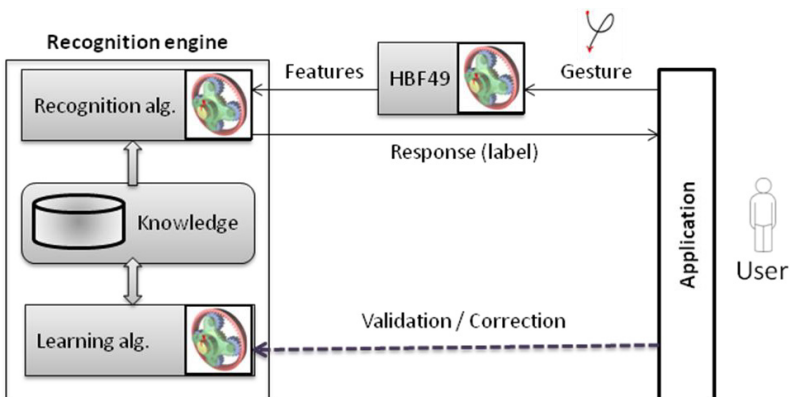 Recognition engine
Recognition alg.
Features
HBF49
Gesture
Response (label)
Knowledge
Application
User
Learning alg.
Validation / Correction